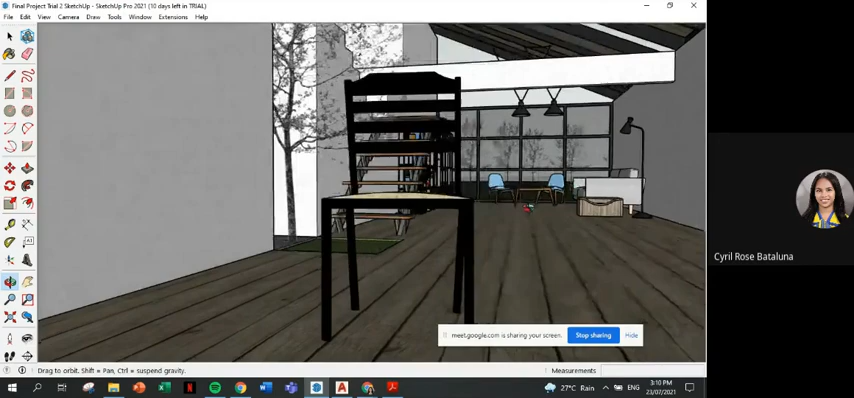 Final Project Trial 2 SketchUp - SketchUp Pro 2021 (10 days left in TRIAL)
File Edit View Camera Draw Tools Window Extensions Help
meet.google.com is sharing your screen. Stop sharing Hide
Cyril Rose Bataluna
Drag to orbit. Shift = Pan, Ctrl = suspend gravity. Measurements
27°C Rain ENG 3:10 PM
23/07/2021